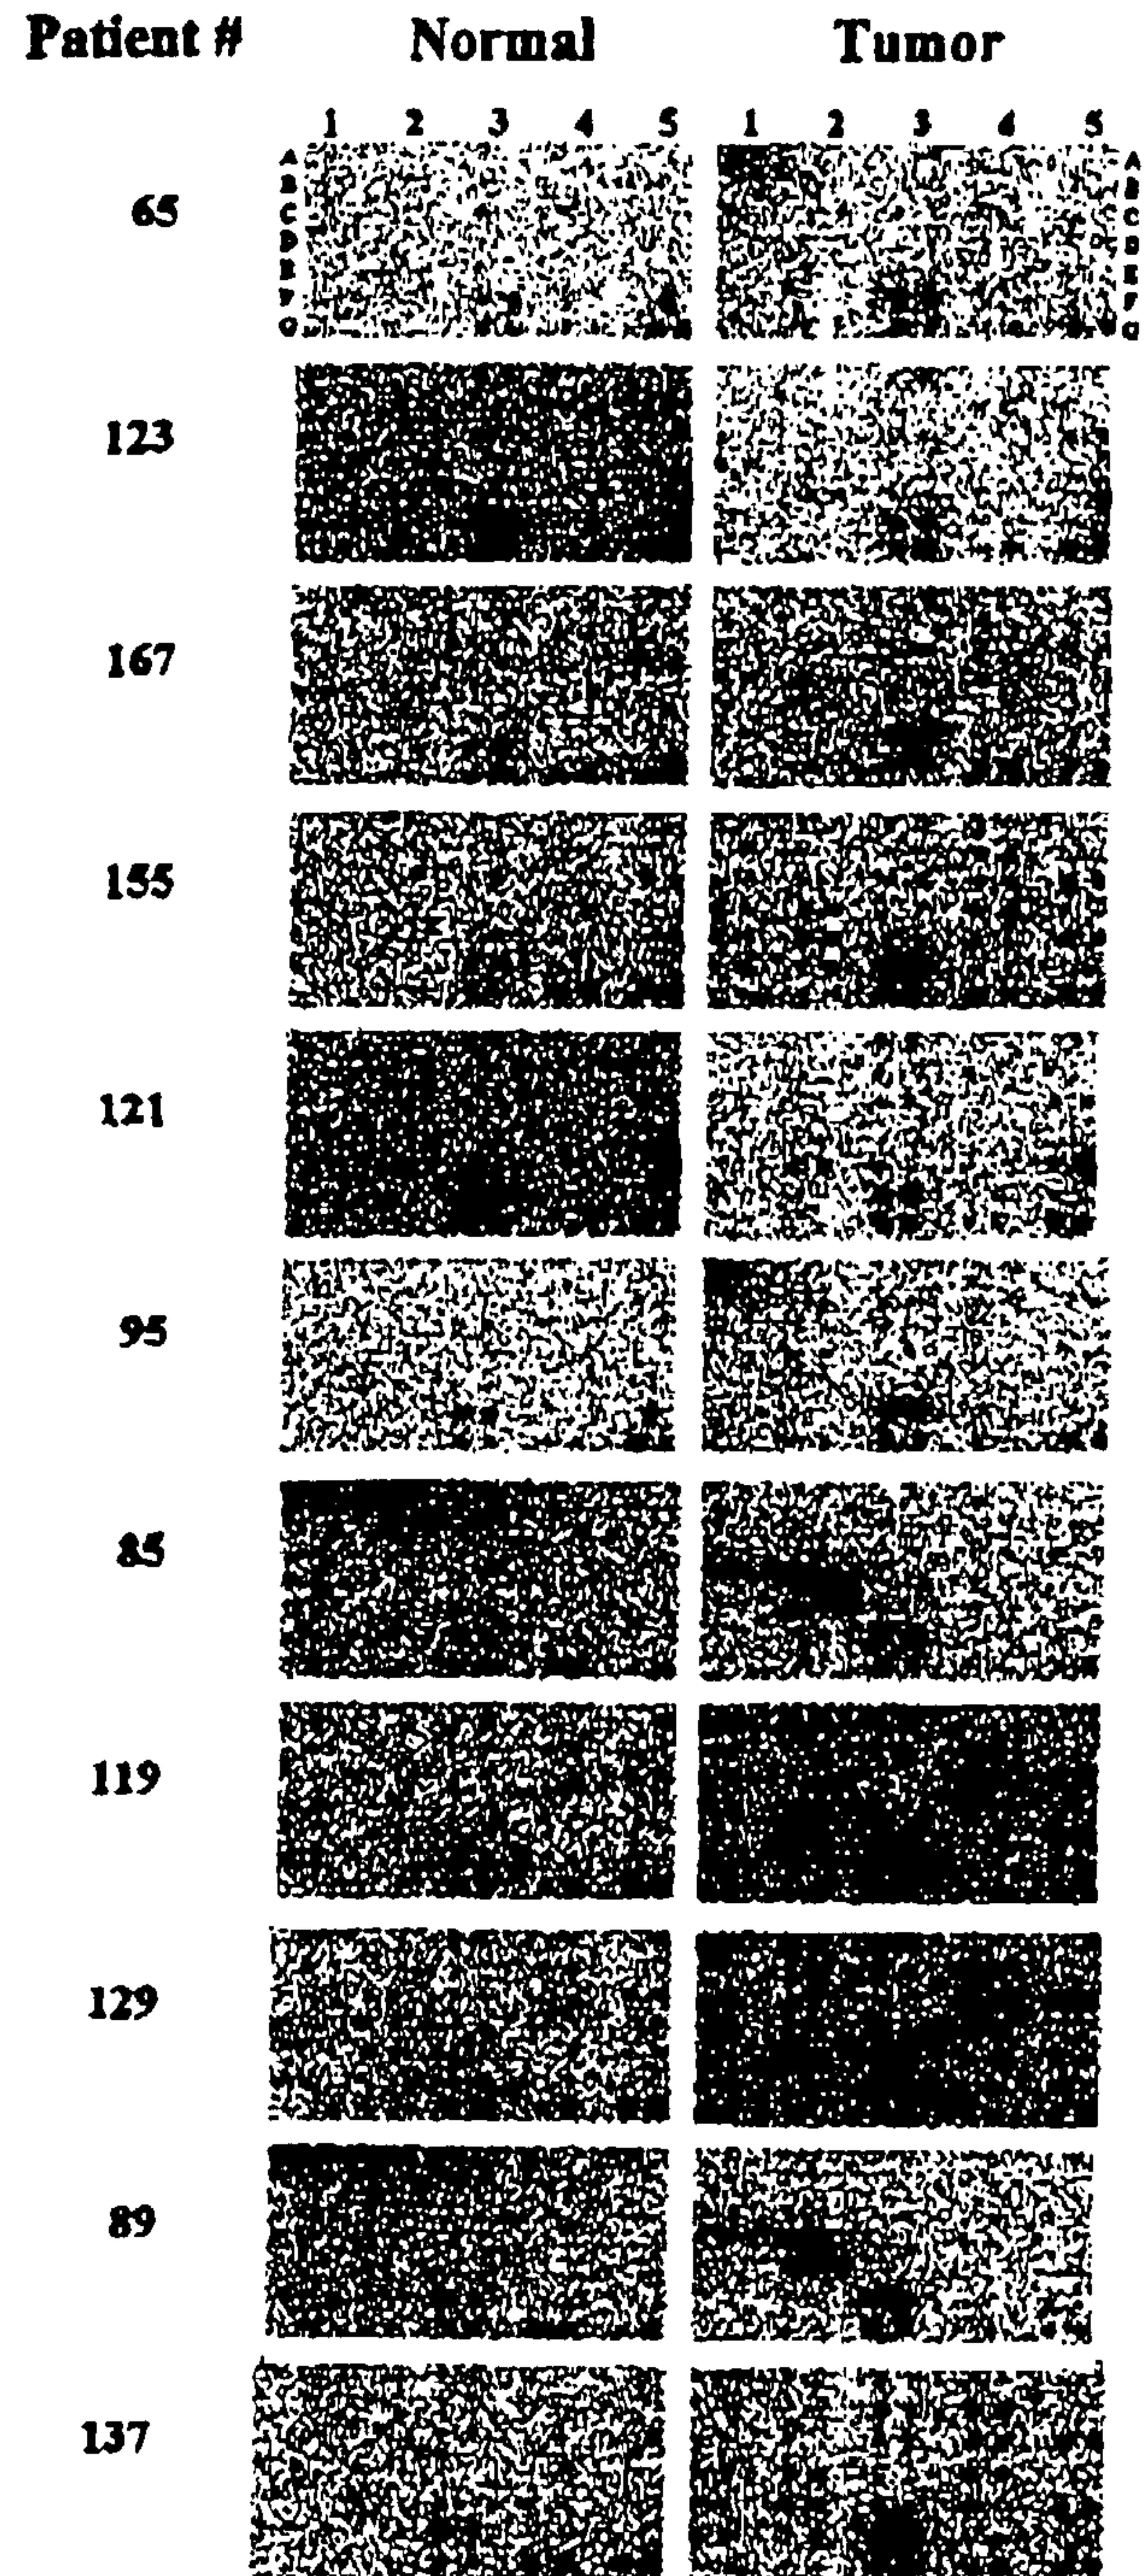 Patient # Normal Tumor
1 2 3 4 5 1 2 3 4 5
A A
B B
65 C C
D D
E E
F F
G G
123
167
155
121
95
85
119
129
89
137